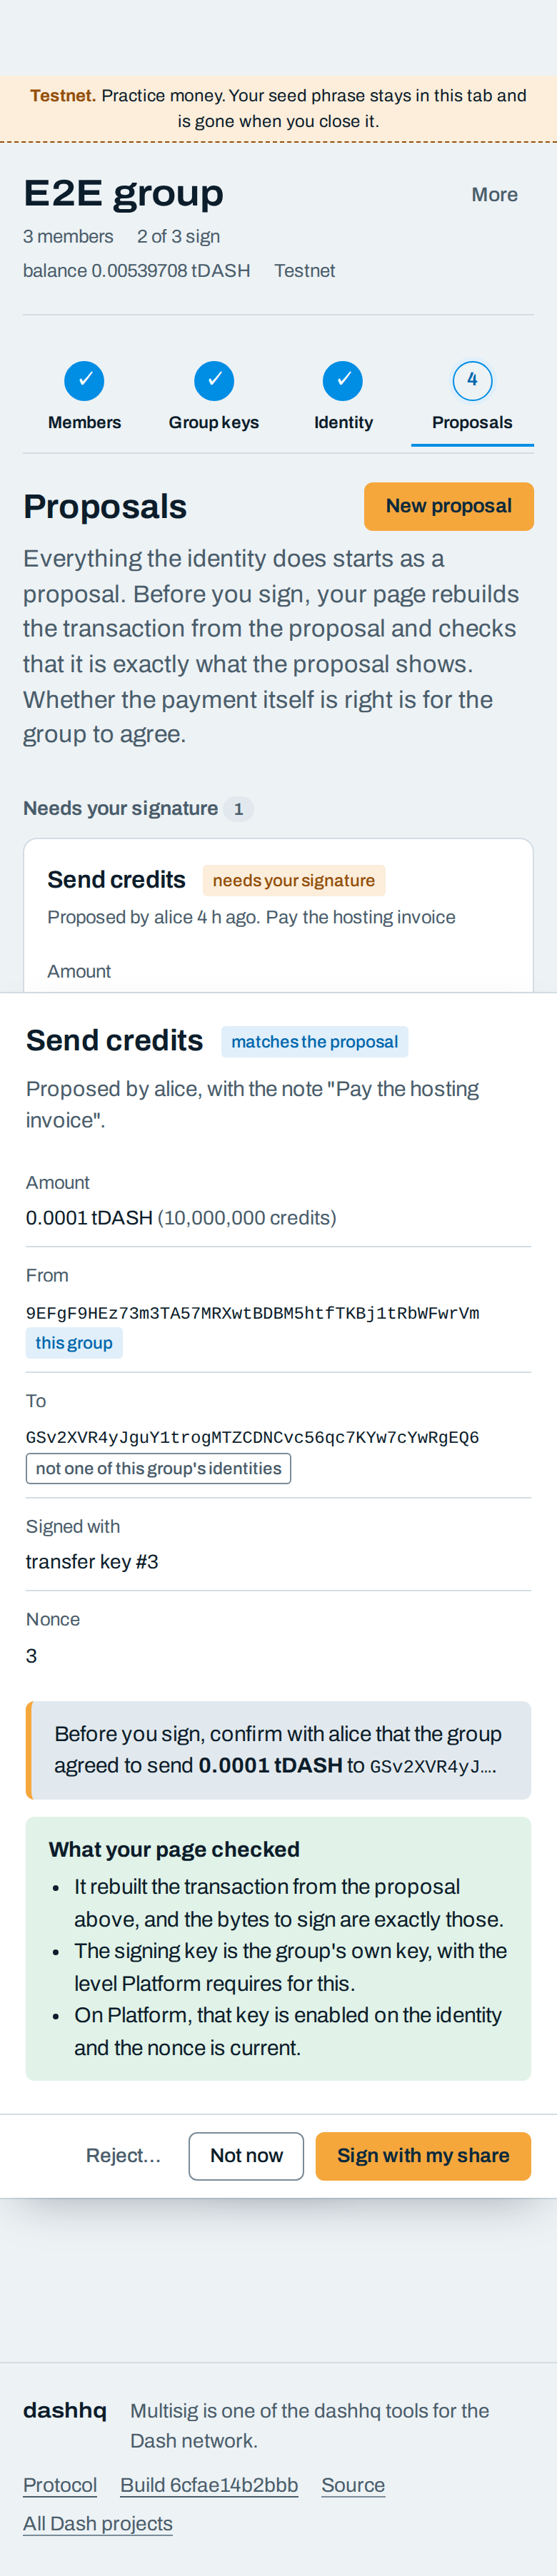 Testnet. Practice money. Your seed phrase stays in this tab and
is gone when you close it.
E2E group
More
3 members 2 of 3 sign
balance 0.00539708 tDASH Testnet
✓ ✓ ✓ 4
Members Group keys Identity Proposals
Proposals
New proposal
Everything the identity does starts as a
proposal. Before you sign, your page rebuilds
the transaction from the proposal and checks
that it is exactly what the proposal shows.
Whether the payment itself is right is for the
group to agree.
Needs your signature 1
Send credits needs your signature
Proposed by alice 4 h ago. Pay the hosting invoice
Amount
Send credits matches the proposal
Proposed by alice, with the note "Pay the hosting
invoice".
Amount
0.0001 tDASH (10,000,000 credits)
From
9EFgF9HEz73m3TA57MRXwtBDBM5htfTKBj1tRbWFwrVm
this group
To
GSv2XVR4yJguY1trogMTZCDNCvc56qc7KYw7cYwRgEQ6
not one of this group's identities
Signed with
transfer key #3
Nonce
3
Before you sign, confirm with alice that the group
agreed to send 0.0001 tDASH to GSv2XVR4yJ….
What your page checked
• It rebuilt the transaction from the proposal
above, and the bytes to sign are exactly those.
• The signing key is the group's own key, with the
level Platform requires for this.
• On Platform, that key is enabled on the identity
and the nonce is current.
Reject… Not now Sign with my share
dashhq Multisig is one of the dashhq tools for the
Dash network.
Protocol Build 6cfae14b2bbb Source
All Dash projects